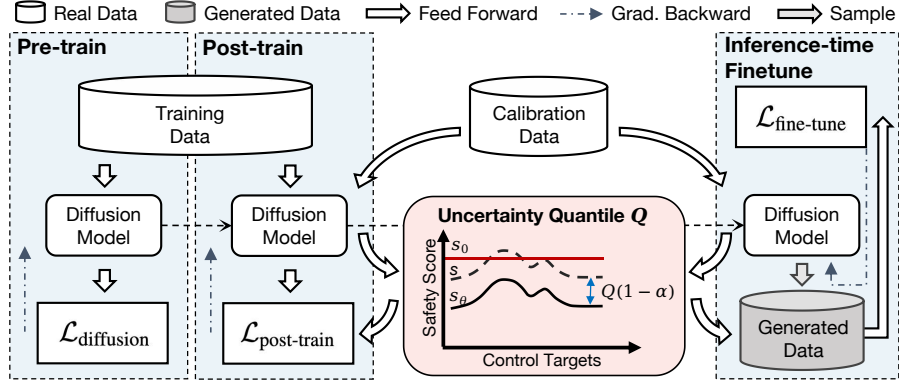 Real Data Generated Data Feed Forward Grad. Backward Sample
Pre-train
Post-train
Inference-time
Finetune
Training
Data
Calibration
Data
ℒfine-tune
Diffusion
Model
Diffusion
Model
Uncertainty Quantile Q
Safety Score
s₀
s
sθ
Q(1 − α)
Control Targets
Diffusion
Model
ℒdiffusion
ℒpost-train
Generated
Data